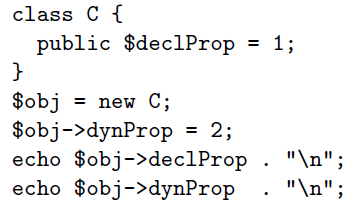 class C {
  public $declProp = 1;
}
$obj = new C;
$obj->dynProp = 2;
echo $obj->declProp . "\n";
echo $obj->dynProp  . "\n";